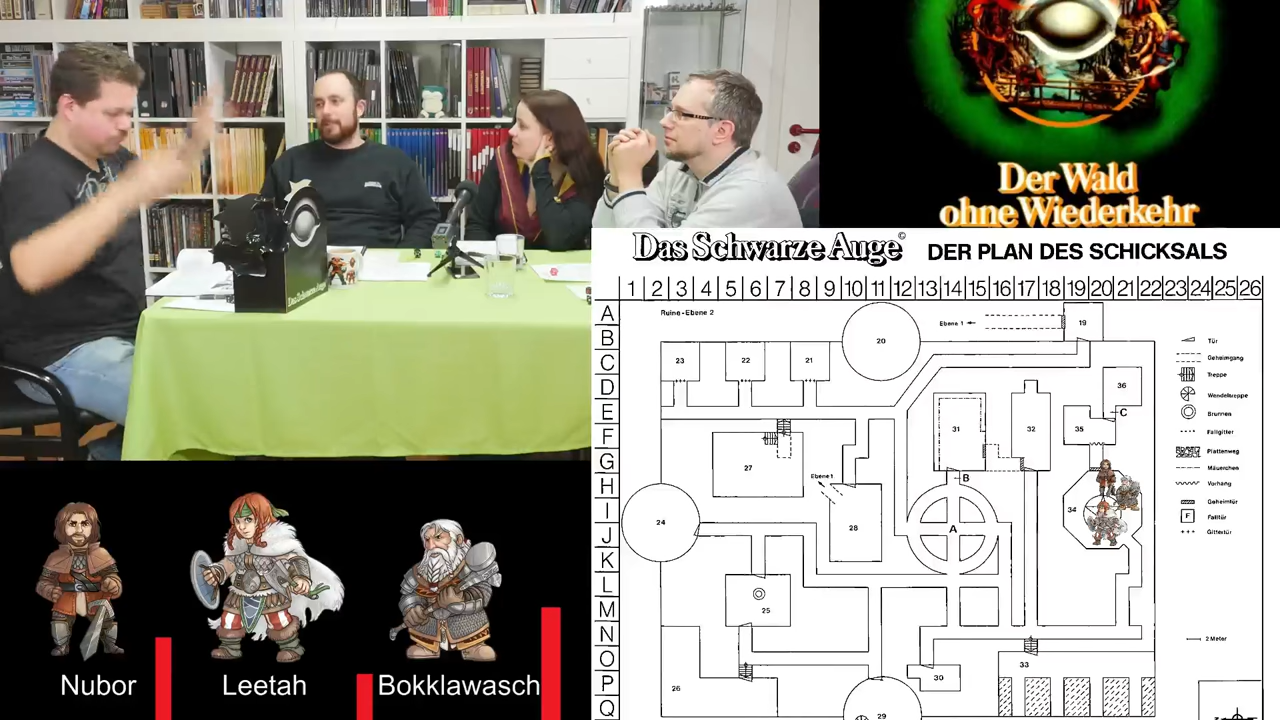 Der Wald
ohne Wiederkehr
Das Schwarze Auge
Das Schwarze Auge© DER PLAN DES SCHICKSALS
1 2 3 4 5 6 7 8 9 10 11 12 13 14 15 16 17 18 19 20 21 22 23 24 25 26
A
B
C
D
E
F
G
H
I
J
K
L
M
N
O
P
Q
Ruine - Ebene 2
Ebene 1
19
20
23
22
21
36
C
35
31
32
27
Ebene 1
B
24
28
A
34
25
33
26
30
29
Tür
Geheimgang
Treppe
Wendeltreppe
Brunnen
Fallgitter
Plattenweg
Mäuerchen
Vorhang
Geheimtür
F Falltür
Gittertür
2 Meter
Nubor
Leetah
Bokklawasch